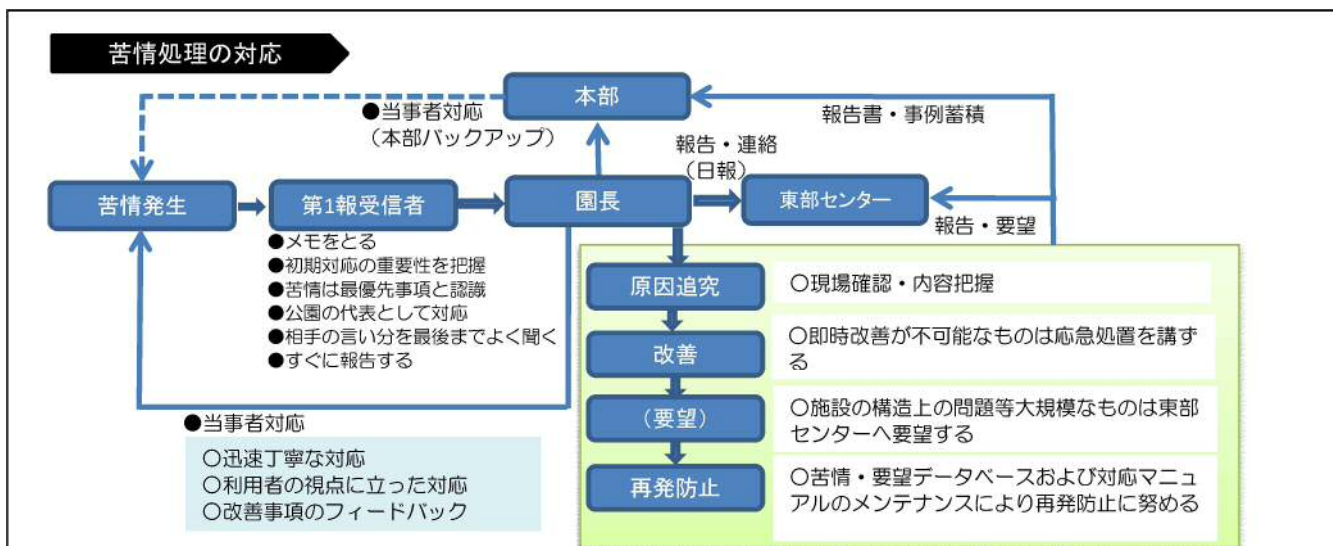 苦情処理の対応
本部
●当事者対応
（本部バックアップ）
報告書・事例蓄積
報告・連絡
（日報）
苦情発生
第1報受信者
園長
東部センター
報告・要望
●メモをとる
●初期対応の重要性を把握
●苦情は最優先事項と認識
●公園の代表として対応
●相手の言い分を最後までよく聞く
●すぐに報告する
原因追究
○現場確認・内容把握
改善
○即時改善が不可能なものは応急処置を講ず
る
（要望）
○施設の構造上の問題等大規模なものは東部
センターへ要望する
再発防止
○苦情・要望データベースおよび対応マニュ
アルのメンテナンスにより再発防止に努める
●当事者対応
○迅速丁寧な対応
○利用者の視点に立った対応
○改善事項のフィードバック